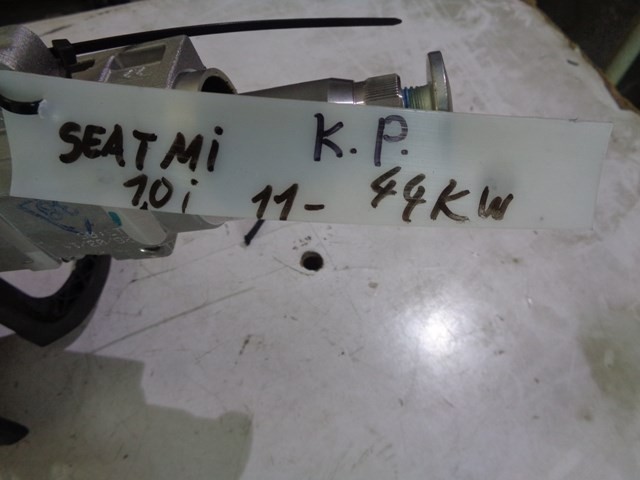 SEAT Mi K.P.
1.0i 11- 44KW